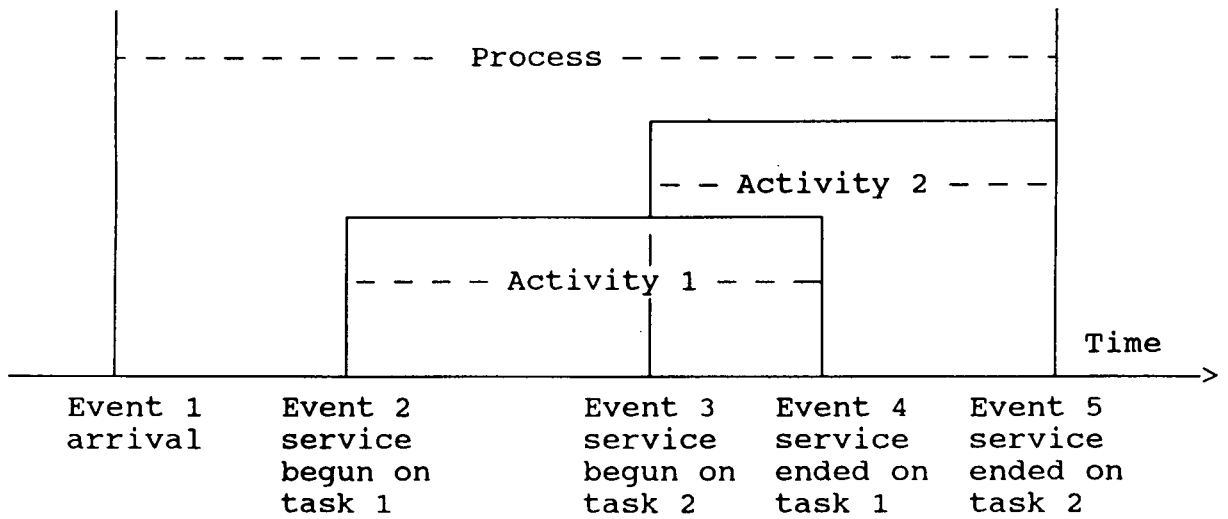 Process
Activity 2
Activity 1
Time
Event 1 Event 2 Event 3 Event 4 Event 5
arrival service service service service
begun on begun on ended on ended on
task 1 task 2 task 1 task 2